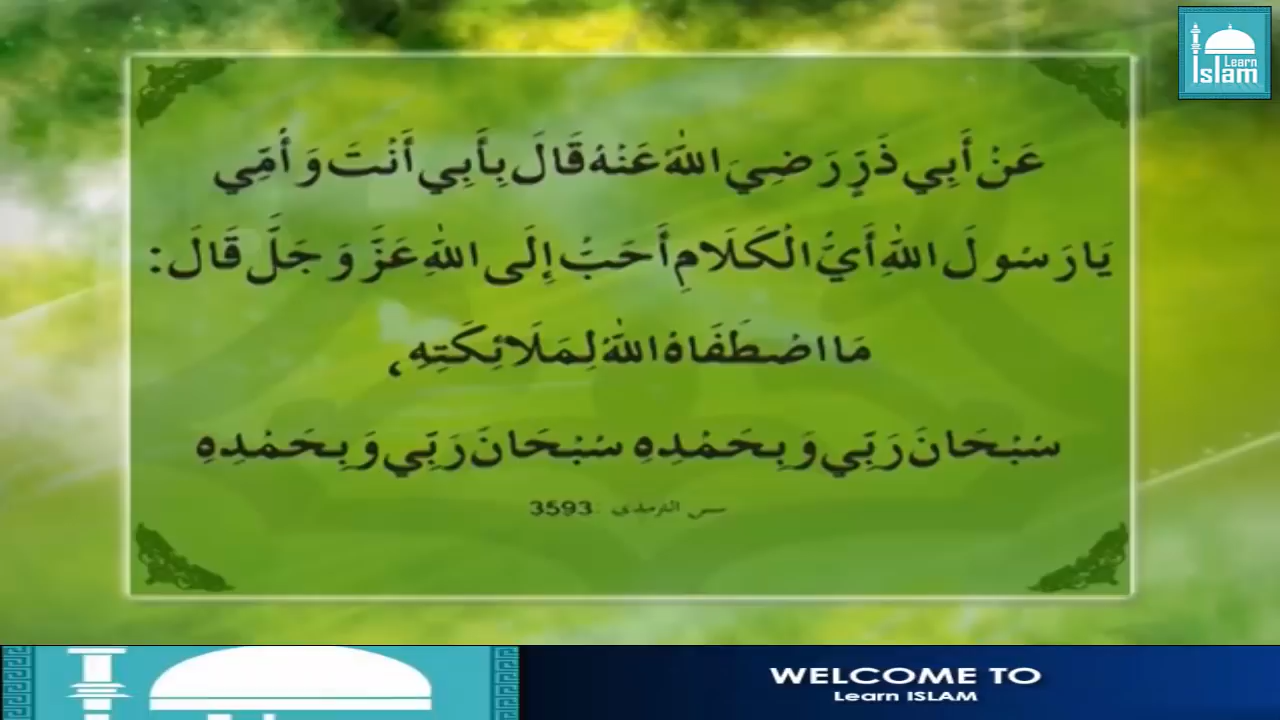 Learn
Islam
عَنْ أَبِي ذَرٍّ رَضِيَ اللهُ عَنْهُ قَالَ بِأَبِي أَنْتَ وَأُمِّي
يَا رَسُولَ اللهِ أَيُّ الْكَلَامِ أَحَبُّ إِلَى اللهِ عَزَّ وَجَلَّ قَالَ:
مَا اصْطَفَاهُ اللهُ لِمَلَائِكَتِهِ،
سُبْحَانَ رَبِّي وَبِحَمْدِهِ سُبْحَانَ رَبِّي وَبِحَمْدِهِ
سنن الترمذي .3593
WELCOME TO
Learn ISLAM